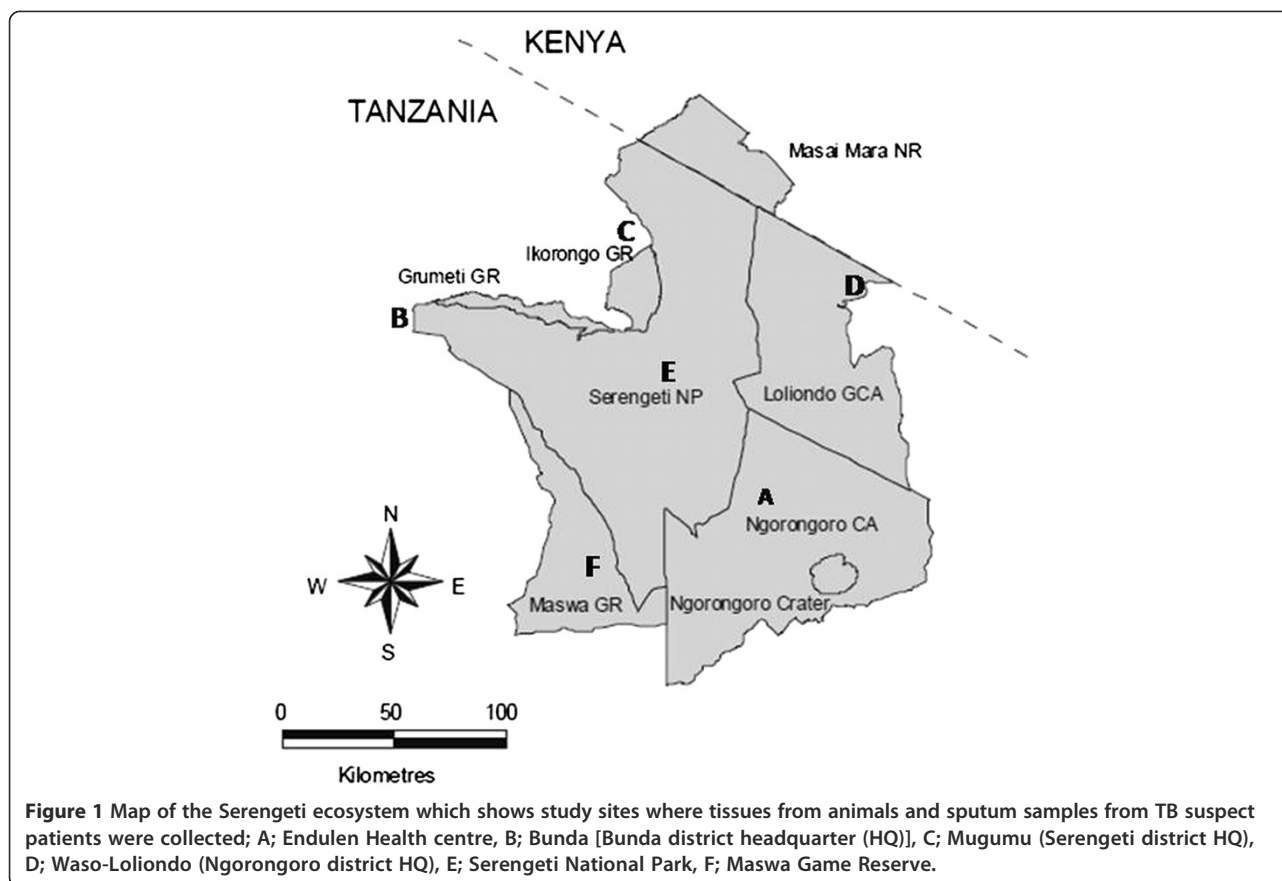 KENYA
TANZANIA
Masai Mara NR
C
Ikorongo GR
Grumeti GR
D
B
E
Serengeti NP
Loliondo GCA
A
Ngorongoro CA
N
F
W
E
Maswa GR
Ngorongoro Crater
S
0 50 100
Kilometres
Figure 1 Map of the Serengeti ecosystem which shows study sites where tissues from animals and sputum samples from TB suspect
patients were collected; A; Endulen Health centre, B; Bunda [Bunda district headquarter (HQ)], C; Mugumu (Serengeti district HQ),
D; Waso-Loliondo (Ngorongoro district HQ), E; Serengeti National Park, F; Maswa Game Reserve.